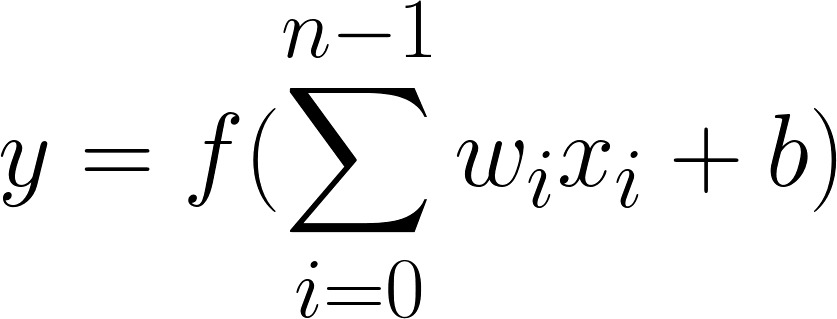 y = f(\sum_{i=0}^{n-1} w_i x_i + b)